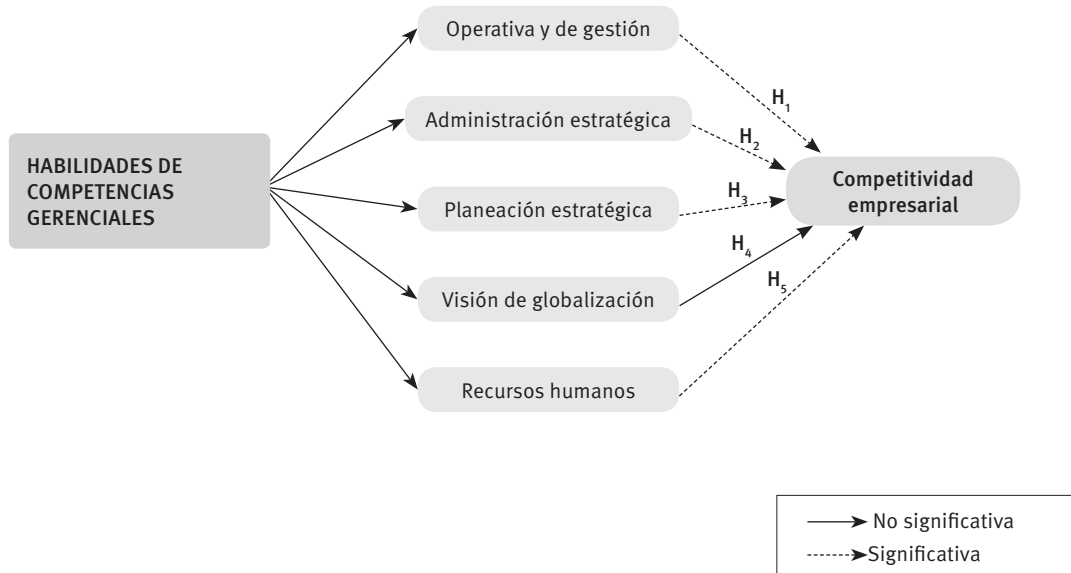 Operativa y de gestión
H1
Administración estratégica
H2
HABILIDADES DE
COMPETENCIAS
GERENCIALES
Competitividad
empresarial
Planeación estratégica
H3
H4
Visión de globalización
H5
Recursos humanos
No significativa
Significativa